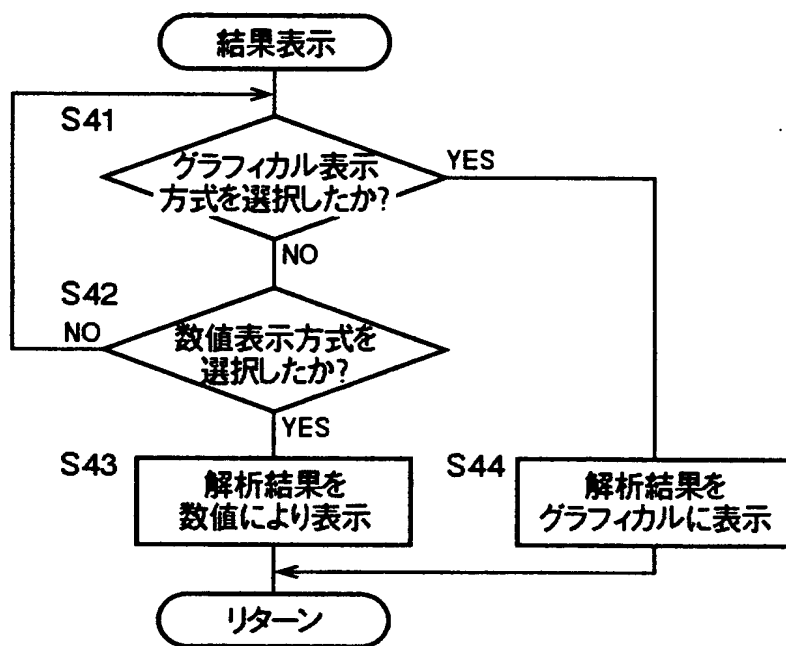 結果表示
S41
グラフィカル表示
方式を選択したか?
YES
NO
S42
NO
数値表示方式を
選択したか?
YES
S43
解析結果を
数値により表示
S44
解析結果を
グラフィカルに表示
リターン